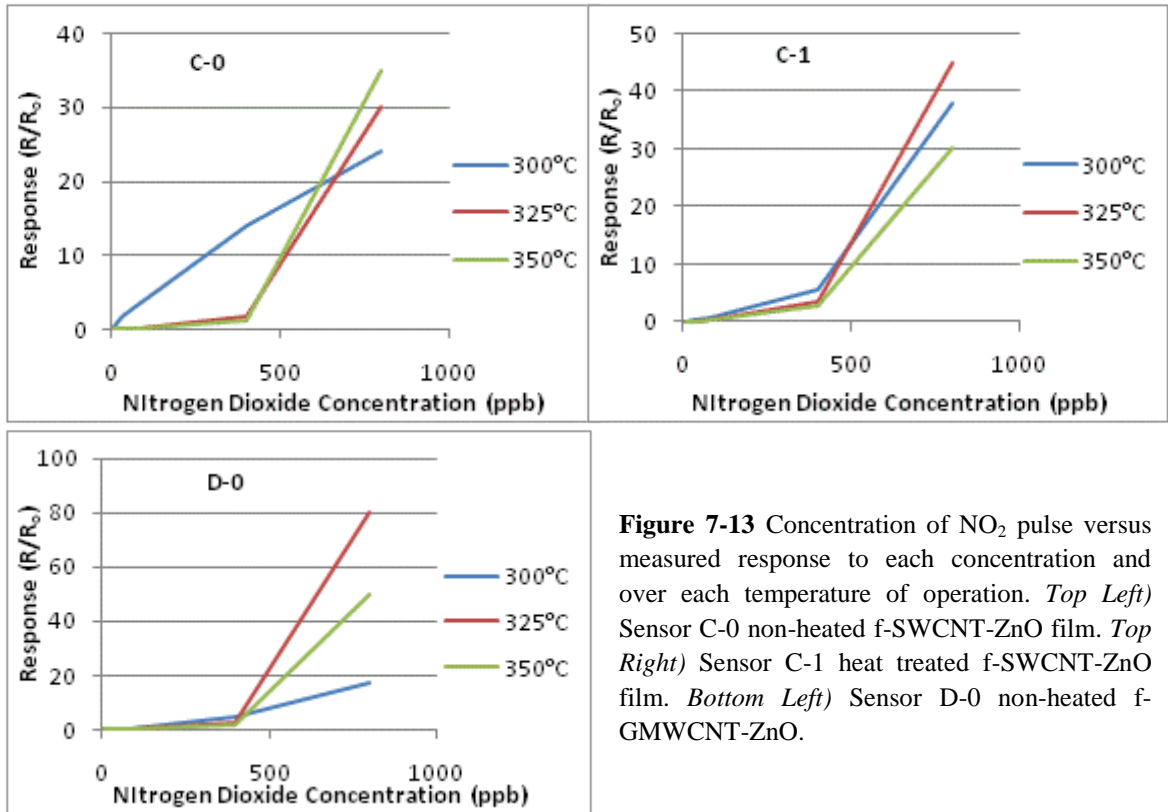 C-0
Response (R/Ro)
40
30
20
10
0
0
500
1000
NItrogen Dioxide Concentration (ppb)
300°C
325°C
350°C
C-1
Response (R/Ro)
50
40
30
20
10
0
0
500
1000
NItrogen Dioxide Concentration (ppb)
300°C
325°C
350°C
D-0
Response (R/Ro)
100
80
60
40
20
0
0
500
1000
NItrogen Dioxide Concentration (ppb)
300°C
325°C
350°C
Figure 7-13 Concentration of NO₂ pulse versus
measured response to each concentration and
over each temperature of operation. Top Left)
Sensor C-0 non-heated f-SWCNT-ZnO film. Top
Right) Sensor C-1 heat treated f-SWCNT-ZnO
film. Bottom Left) Sensor D-0 non-heated f-
GMWCNT-ZnO.